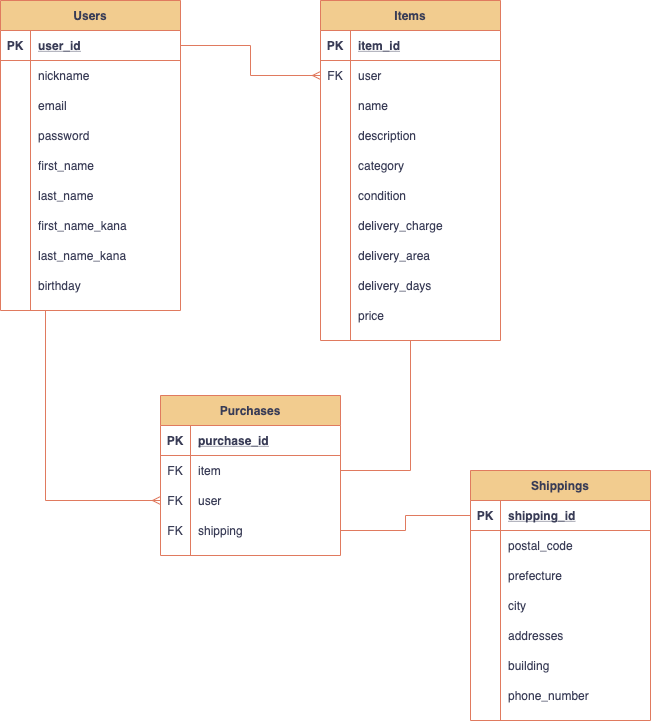 Users
PK user_id
nickname
email
password
first_name
last_name
first_name_kana
last_name_kana
birthday
Items
PK item_id
FK user
name
description
category
condition
delivery_charge
delivery_area
delivery_days
price
Purchases
PK purchase_id
FK item
FK user
FK shipping
Shippings
PK shipping_id
postal_code
prefecture
city
addresses
building
phone_number